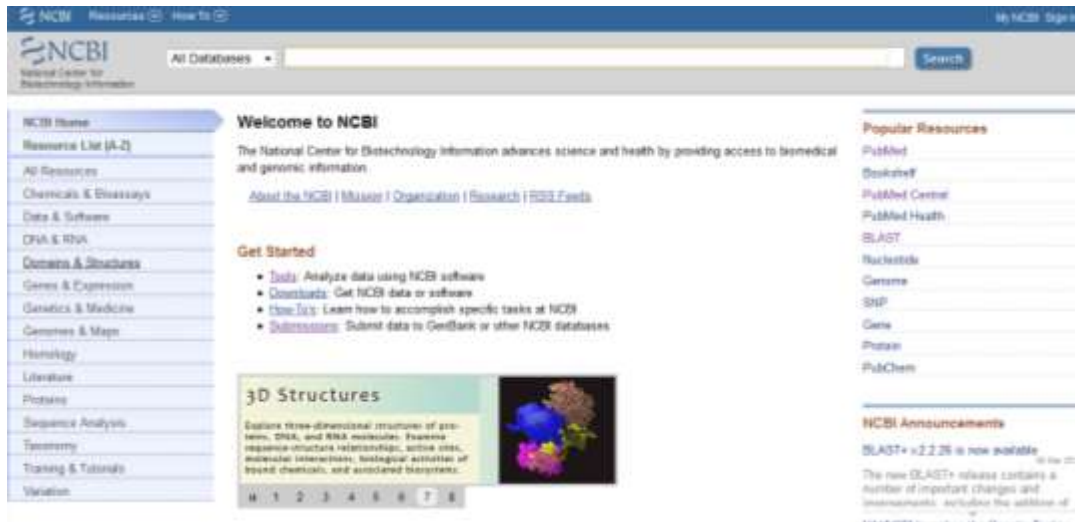 NCBI Resources How To My NCBI Sign In
NCBI
National Center for
Biotechnology Information
All Databases
Search
NCBI Home
Resource List (A-Z)
All Resources
Chemicals & Bioassays
Data & Software
DNA & RNA
Domains & Structures
Genes & Expression
Genetics & Medicine
Genomes & Maps
Homology
Literature
Proteins
Sequence Analysis
Taxonomy
Training & Tutorials
Variation
Welcome to NCBI
The National Center for Biotechnology Information advances science and health by providing access to biomedical
and genomic information.
About the NCBI | Mission | Organization | Research | RSS Feeds
Get Started
Tools: Analyze data using NCBI software
Downloads: Get NCBI data or software
How-To's: Learn how to accomplish specific tasks at NCBI
Submissions: Submit data to GenBank or other NCBI databases
3D Structures
Explore three-dimensional structures of pro-
teins, DNA, and RNA molecules. Examine
sequence-structure relationships, active sites,
molecular interactions, biological activities of
bound chemicals, and associated biosystems.
1 2 3 4 5 6 7 8
Popular Resources
PubMed
Bookshelf
PubMed Central
PubMed Health
BLAST
Nucleotide
Genome
SNP
Gene
Protein
PubChem
NCBI Announcements
BLAST+ v.2.2.26 is now available
The new BLAST+ release contains a
number of important changes and
improvements, including the addition of